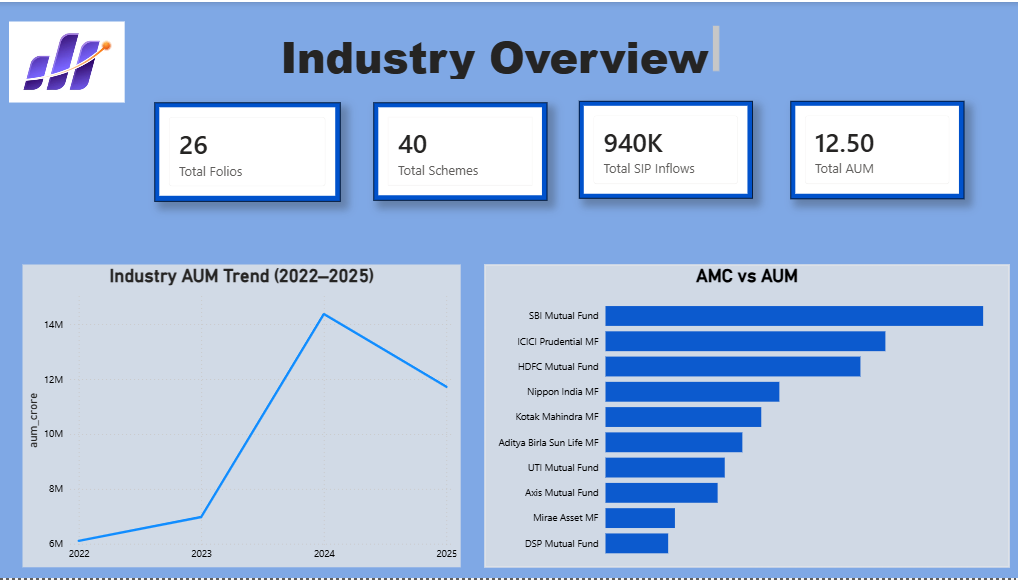 Industry Overview
26
Total Folios
40
Total Schemes
940K
Total SIP Inflows
12.50
Total AUM
Industry AUM Trend (2022–2025)
14M
12M
10M
8M
6M
aum_crore
2022 2023 2024 2025
AMC vs AUM
SBI Mutual Fund
ICICI Prudential MF
HDFC Mutual Fund
Nippon India MF
Kotak Mahindra MF
Aditya Birla Sun Life MF
UTI Mutual Fund
Axis Mutual Fund
Mirae Asset MF
DSP Mutual Fund